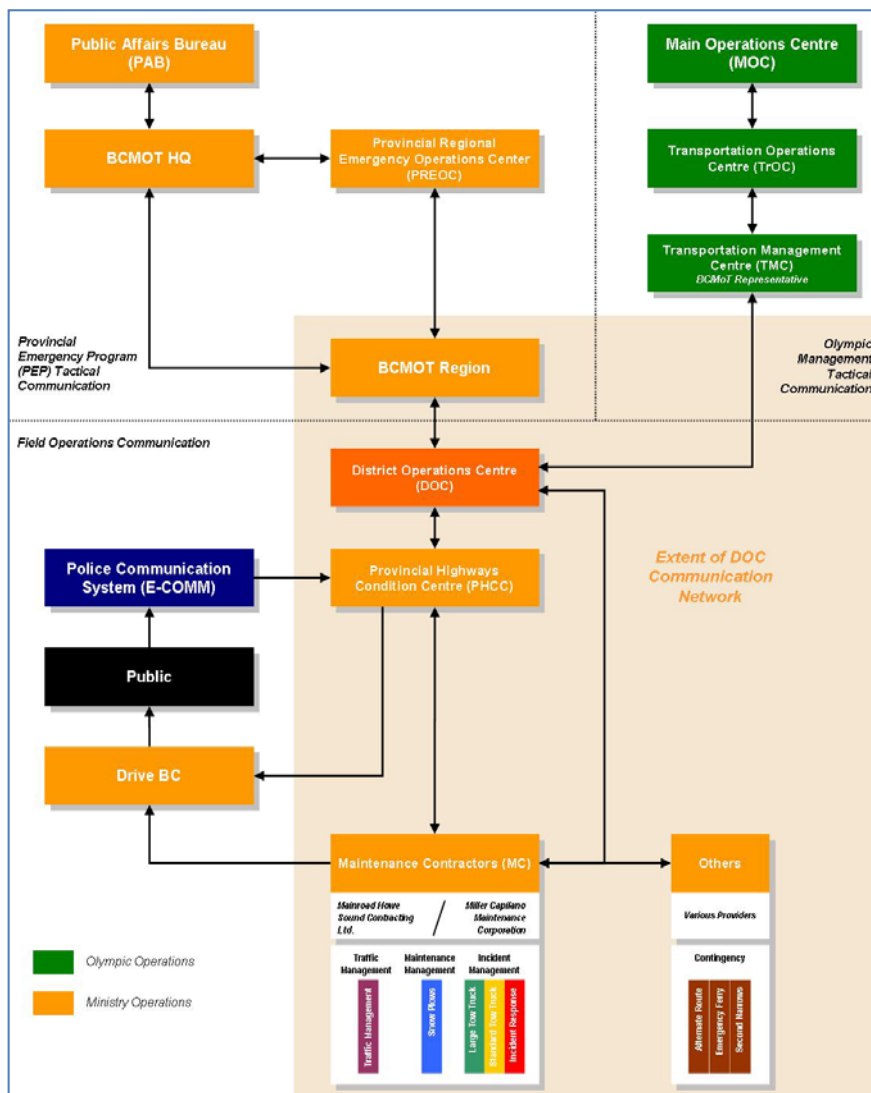 Public Affairs Bureau
(PAB)
Main Operations Centre
(MOC)
BCMOT HQ
Provincial Regional
Emergency Operations Center
(PREOC)
Transportation Operations
Centre (TrOC)
Transportation Management
Centre (TMC)
BCMoT Representative
Provincial
Emergency Program
(PEP) Tactical
Communication
BCMOT Region
Olympic
Management
Tactical
Communication
Field Operations Communication
District Operations Centre
(DOC)
Police Communication
System (E-COMM)
Provincial Highways
Condition Centre (PHCC)
Extent of DOC
Communication
Network
Public
Drive BC
Maintenance Contractors (MC)
Others
Mainroad Howe
Sound Contracting
Ltd.
/
Miller Capilano
Maintenance
Corporation
Various Providers
Traffic
Management
Maintenance
Management
Incident
Management
Contingency
Traffic Management
Snow Plows
Large Tow Truck
Standard Tow Truck
Incident Response
Alternate Route
Emergency Ferry
Second Narrows
Olympic Operations
Ministry Operations